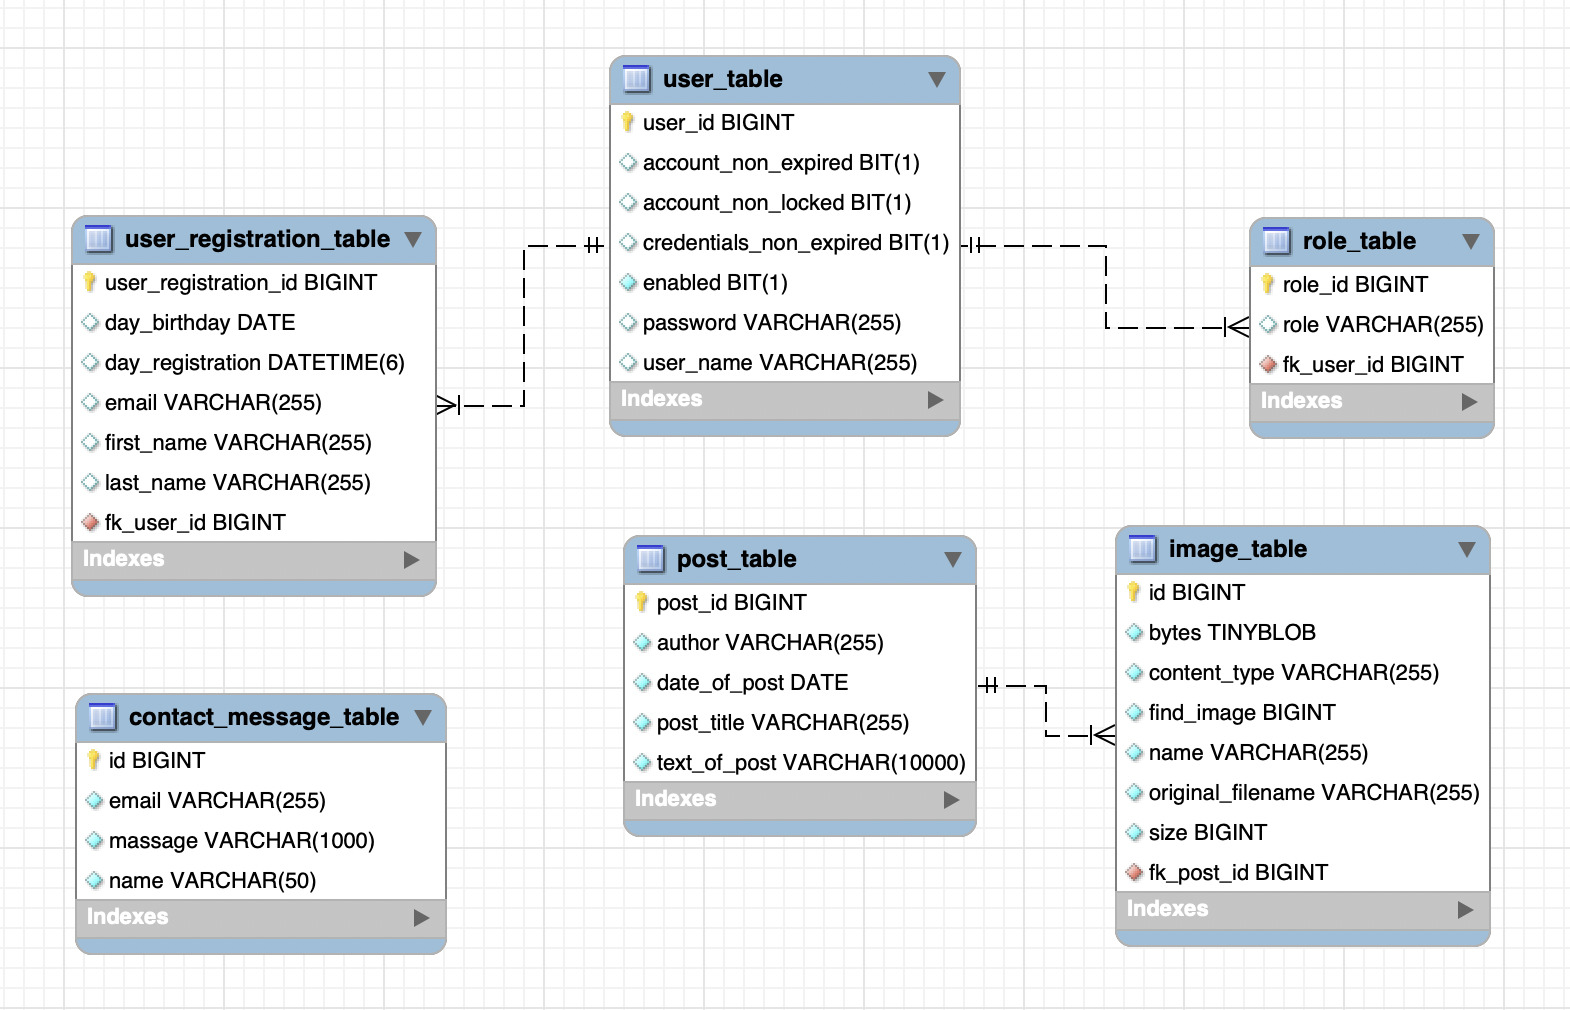 user_table
user_id BIGINT
account_non_expired BIT(1)
account_non_locked BIT(1)
credentials_non_expired BIT(1)
enabled BIT(1)
password VARCHAR(255)
user_name VARCHAR(255)
Indexes
user_registration_table
user_registration_id BIGINT
day_birthday DATE
day_registration DATETIME(6)
email VARCHAR(255)
first_name VARCHAR(255)
last_name VARCHAR(255)
fk_user_id BIGINT
Indexes
role_table
role_id BIGINT
role VARCHAR(255)
fk_user_id BIGINT
Indexes
post_table
post_id BIGINT
author VARCHAR(255)
date_of_post DATE
post_title VARCHAR(255)
text_of_post VARCHAR(10000)
Indexes
image_table
id BIGINT
bytes TINYBLOB
content_type VARCHAR(255)
find_image BIGINT
name VARCHAR(255)
original_filename VARCHAR(255)
size BIGINT
fk_post_id BIGINT
Indexes
contact_message_table
id BIGINT
email VARCHAR(255)
massage VARCHAR(1000)
name VARCHAR(50)
Indexes